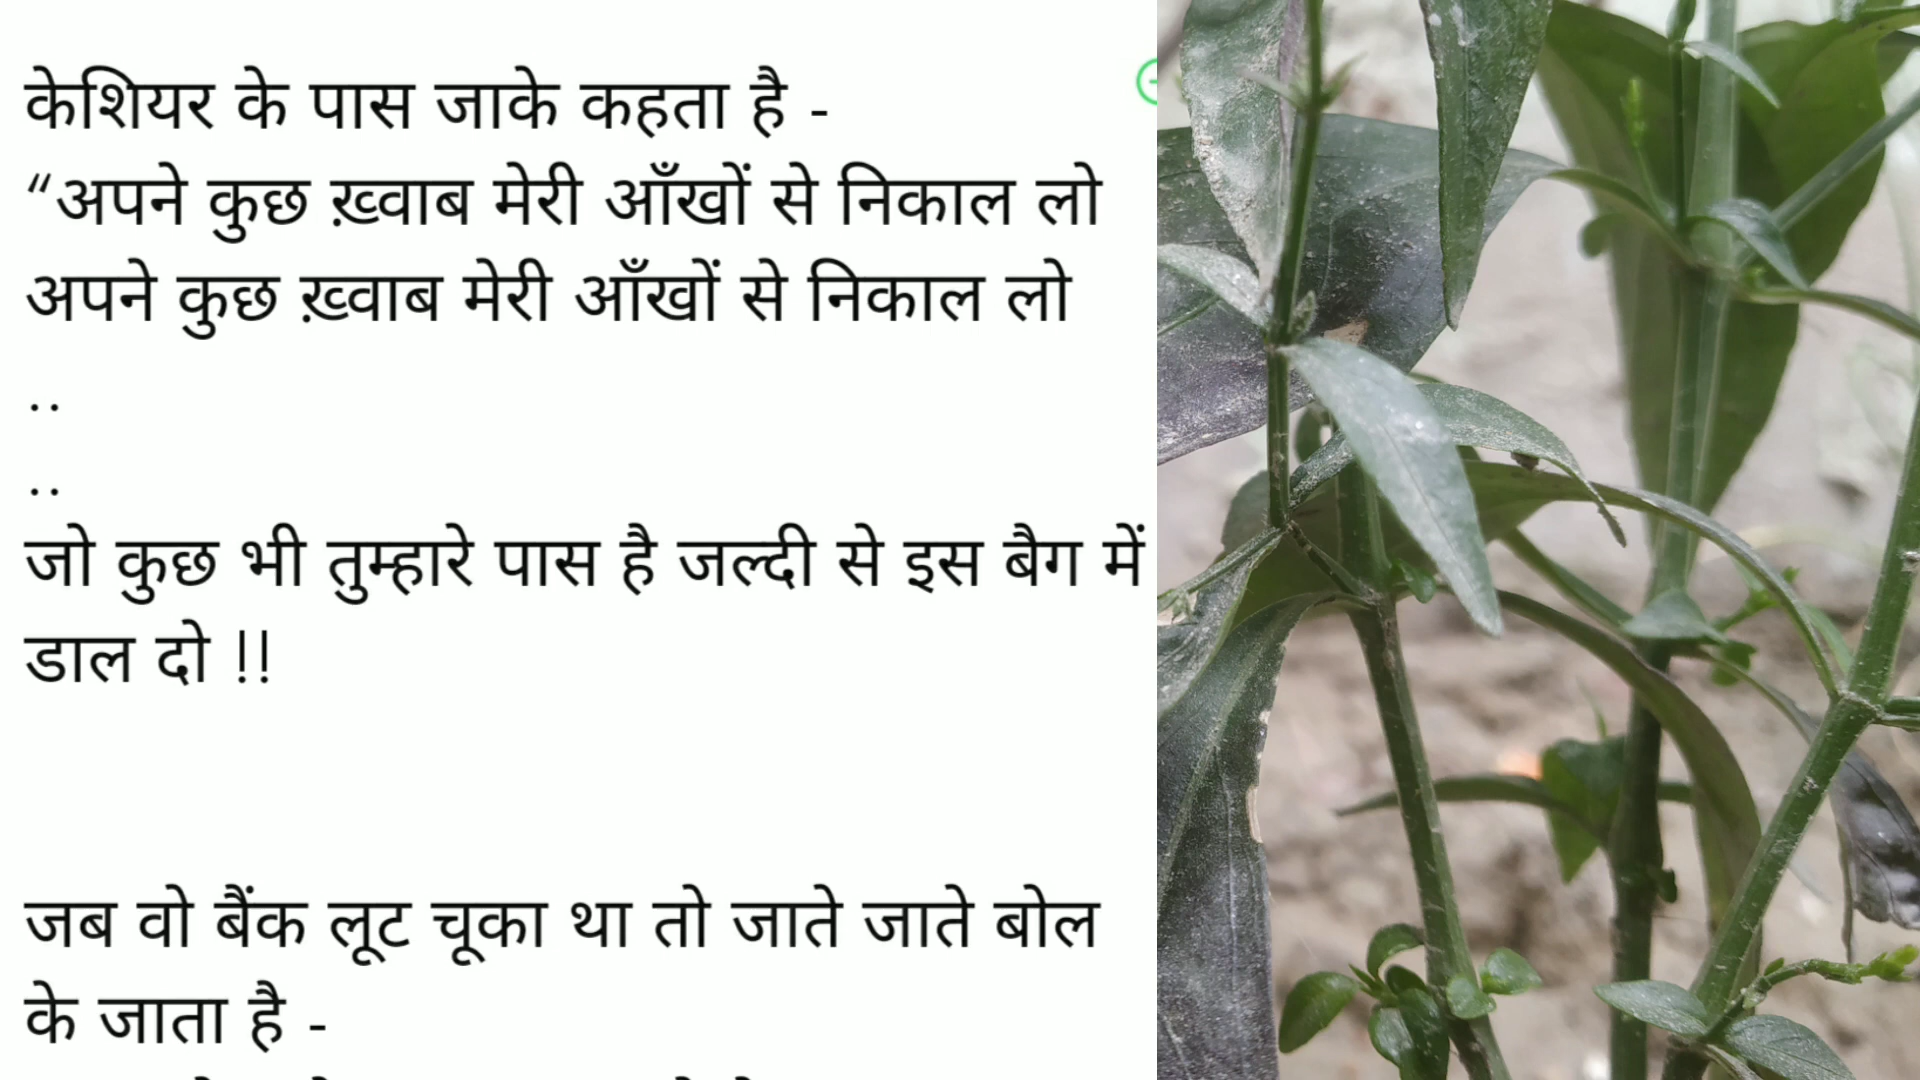 केशियर के पास जाके कहता है -
“अपने कुछ ख़्वाब मेरी आँखों से निकाल लो
अपने कुछ ख़्वाब मेरी आँखों से निकाल लो
..
..
जो कुछ भी तुम्हारे पास है जल्दी से इस बैग में
डाल दो !!
जब वो बैंक लूट चूका था तो जाते जाते बोल
के जाता है -